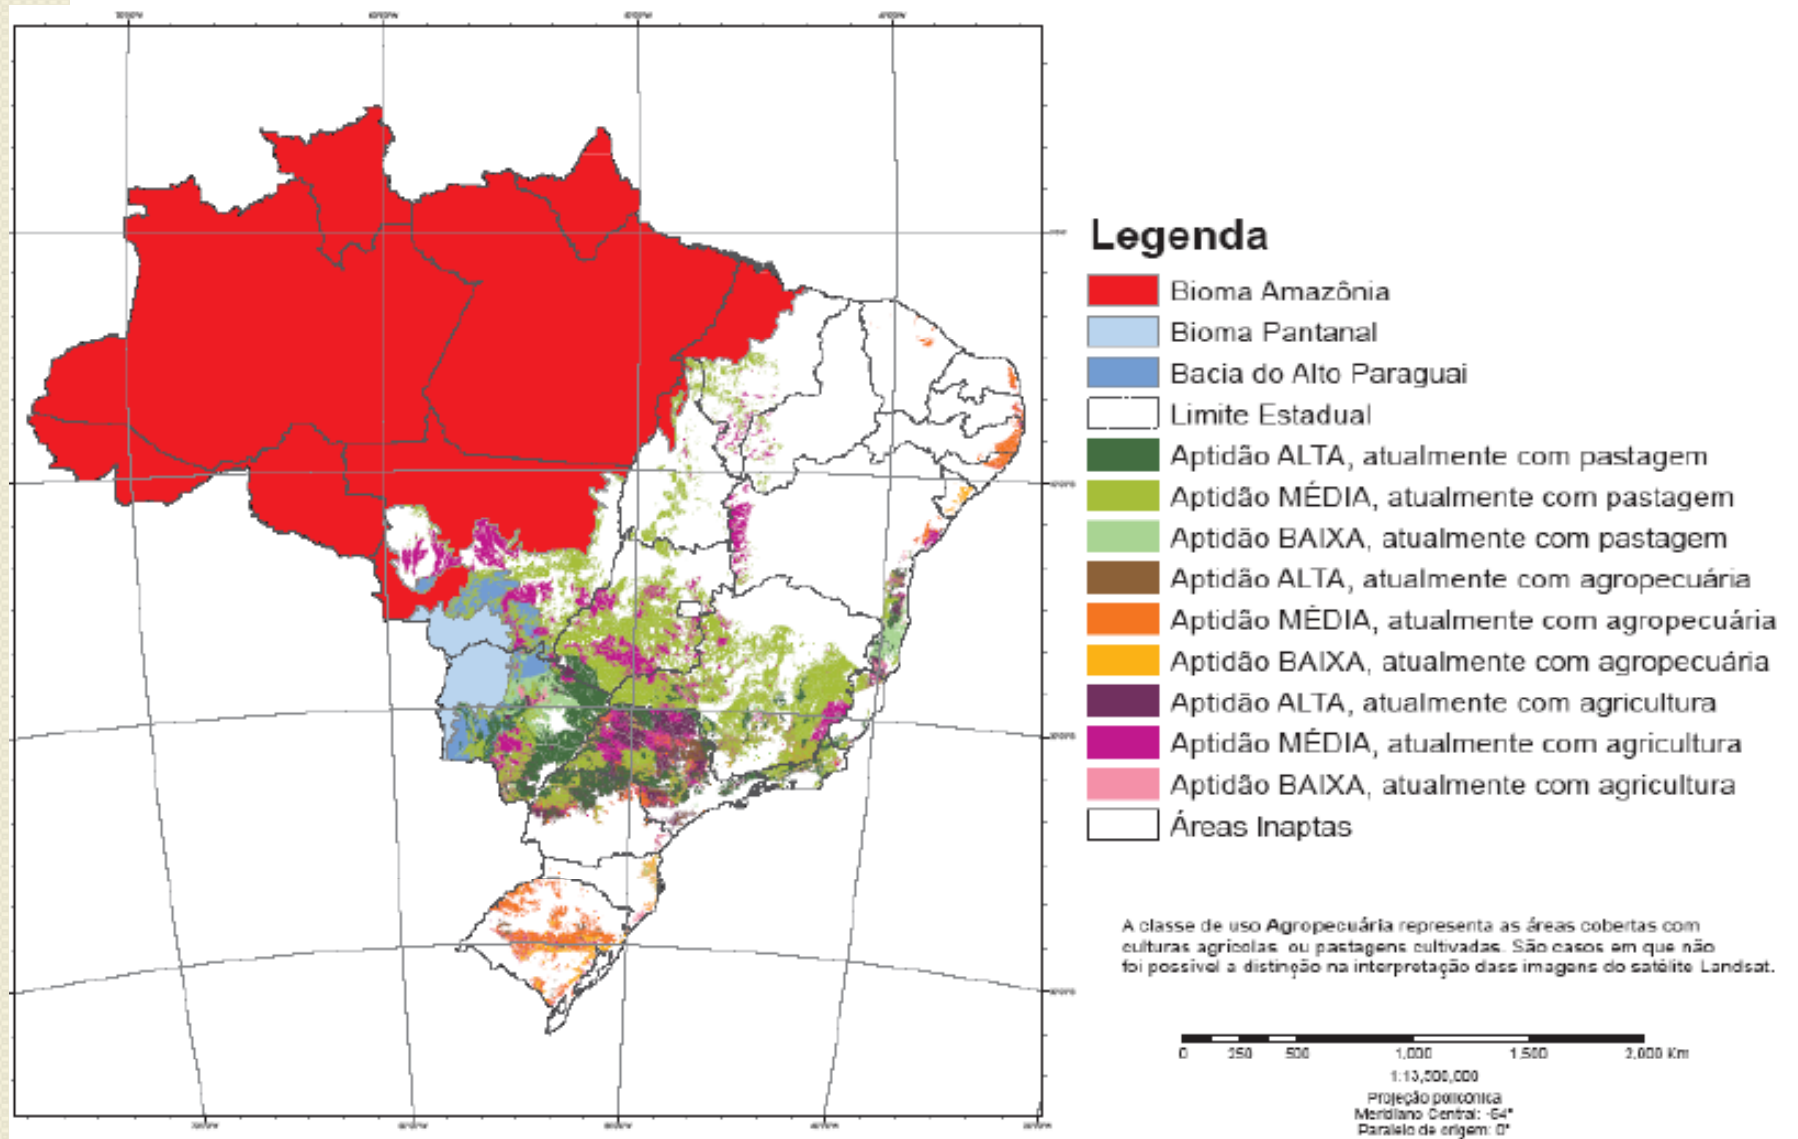 Legenda
Bioma Amazônia
Bioma Pantanal
Bacia do Alto Paraguai
Limite Estadual
Aptidão ALTA, atualmente com pastagem
Aptidão MÉDIA, atualmente com pastagem
Aptidão BAIXA, atualmente com pastagem
Aptidão ALTA, atualmente com agropecuária
Aptidão MÉDIA, atualmente com agropecuária
Aptidão BAIXA, atualmente com agropecuária
Aptidão ALTA, atualmente com agricultura
Aptidão MÉDIA, atualmente com agricultura
Aptidão BAIXA, atualmente com agricultura
Áreas Inaptas
A classe de uso Agropecuária representa as áreas cobertas com
culturas agrícolas ou pastagens cultivadas. São casos em que não
foi possível a distinção na interpretação dass imagens do satélite Landsat.
0 250 500 1,000 1,500 2,000 Km
1:13,500,000
Projeção policônica
Meridiano Central: -54°
Paralelo de origem: 0°